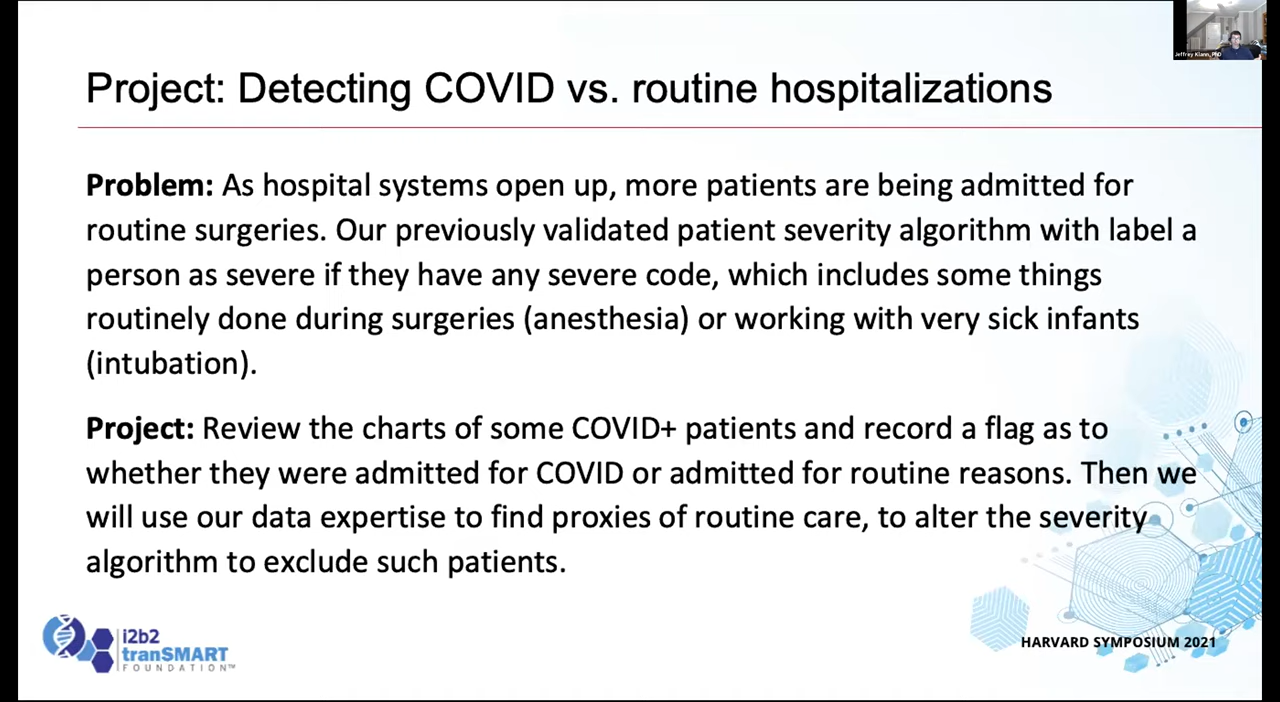 Jeffrey Klann, PhD
Project: Detecting COVID vs. routine hospitalizations
Problem: As hospital systems open up, more patients are being admitted for
routine surgeries. Our previously validated patient severity algorithm with label a
person as severe if they have any severe code, which includes some things
routinely done during surgeries (anesthesia) or working with very sick infants
(intubation).
Project: Review the charts of some COVID+ patients and record a flag as to
whether they were admitted for COVID or admitted for routine reasons. Then we
will use our data expertise to find proxies of routine care, to alter the severity
algorithm to exclude such patients.
i2b2
tranSMART
FOUNDATION™
HARVARD SYMPOSIUM 2021